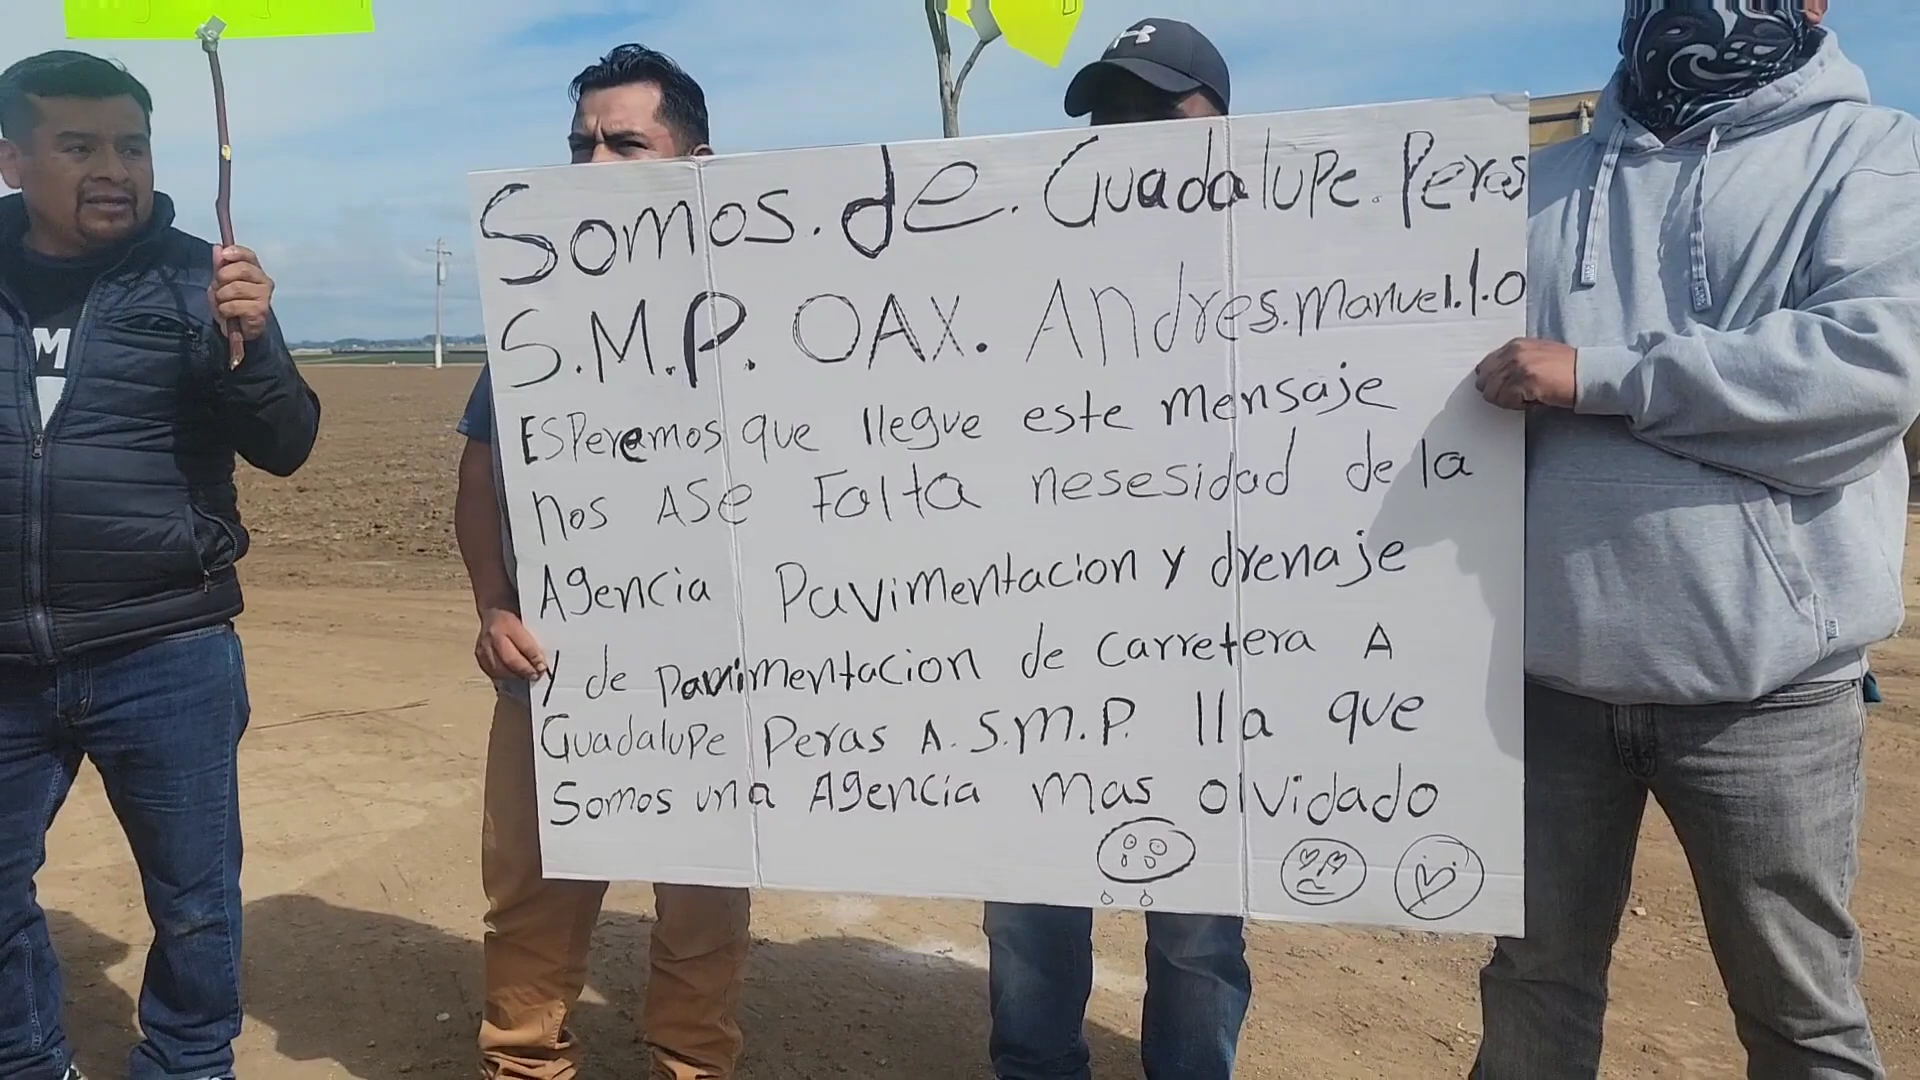 Somos. de. Guadalupe. Peras
S.M.P. OAX. Andres. Manuel. l. o
Esperemos que llegue este mensaje
nos ase Falta nesesidad de la
Agencia Pavimentacion y drenaje
y de pavimentacion de carretera A
Guadalupe Peras A. S.M.P. lla que
Somos una Agencia mas olvidado
M